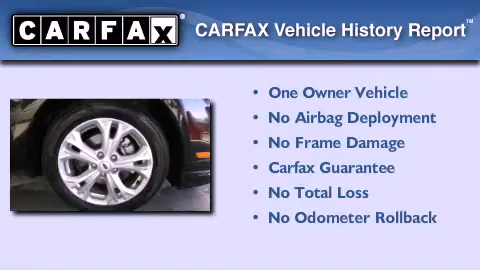 CARFAX® CARFAX Vehicle History Report™
• One Owner Vehicle
• No Airbag Deployment
• No Frame Damage
• Carfax Guarantee
• No Total Loss
• No Odometer Rollback